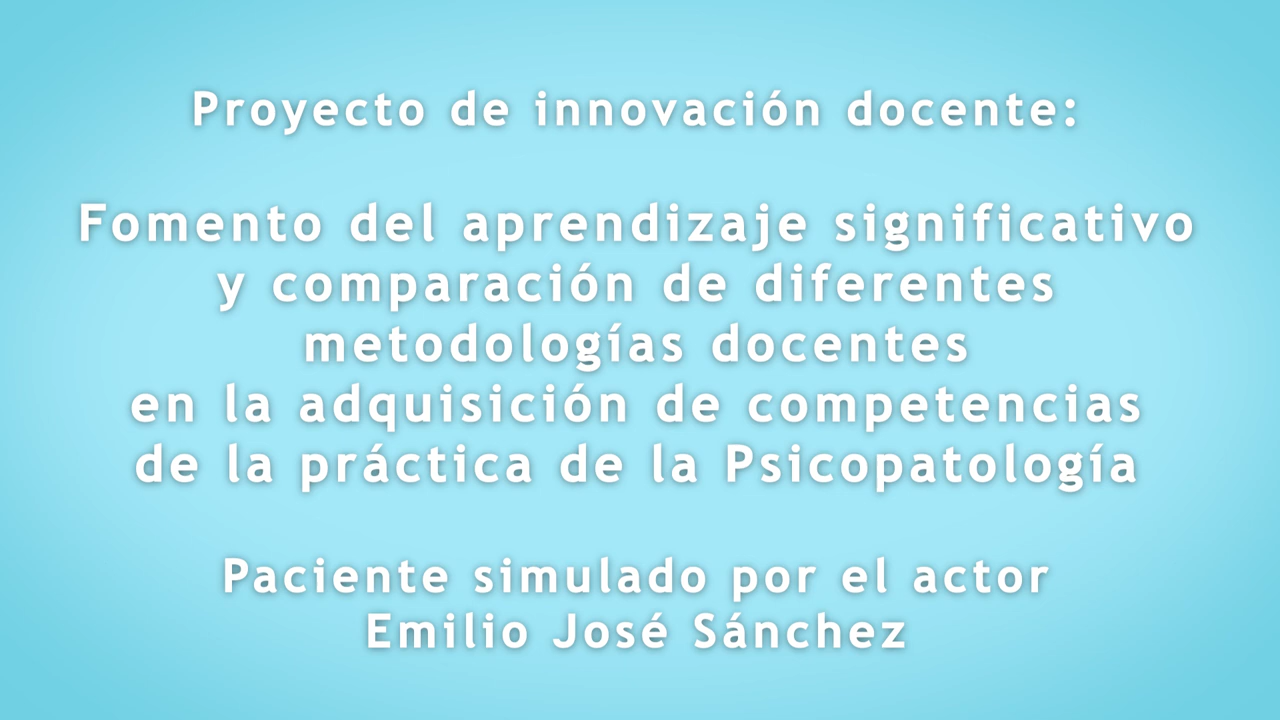 Proyecto de innovación docente:
Fomento del aprendizaje significativo
y comparación de diferentes
metodologías docentes
en la adquisición de competencias
de la práctica de la Psicopatología
Paciente simulado por el actor
Emilio José Sánchez